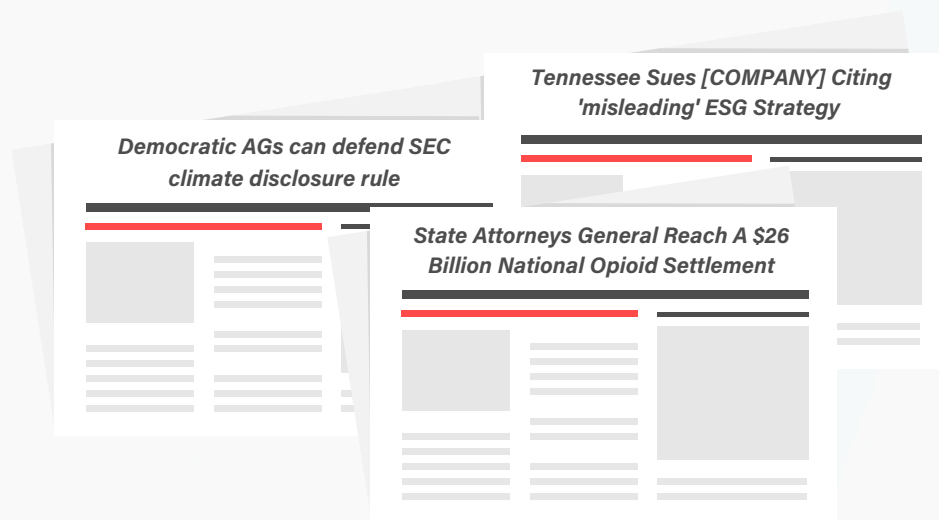 Tennessee Sues [COMPANY] Citing
'misleading' ESG Strategy
Democratic AGs can defend SEC
climate disclosure rule
State Attorneys General Reach A $26
Billion National Opioid Settlement